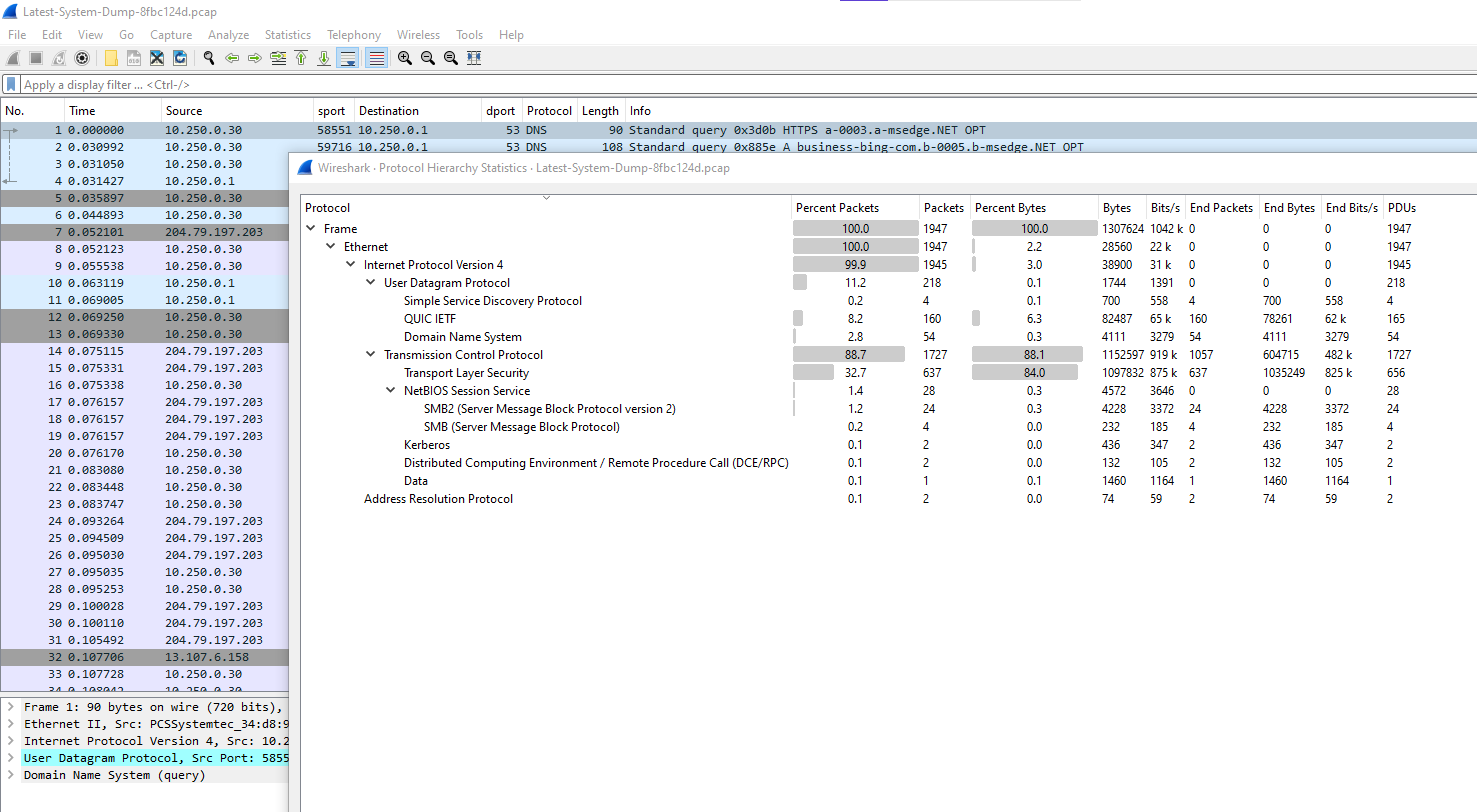 Latest-System-Dump-8fbc124d.pcap
File Edit View Go Capture Analyze Statistics Telephony Wireless Tools Help
Apply a display filter ... <Ctrl-/>
No. Time Source sport Destination dport Protocol Length Info
1 0.000000 10.250.0.30 58551 10.250.0.1 53 DNS 90 Standard query 0x3d0b HTTPS a-0003.a-msedge.NET OPT
2 0.030992 10.250.0.30 59716 10.250.0.1 53 DNS 108 Standard query 0x885e A business-bing-com.b-0005.b-msedge.NET OPT
3 0.031050 10.250.0.30
4 0.031427 10.250.0.1
5 0.035897 10.250.0.30
6 0.044893 10.250.0.30
7 0.052101 204.79.197.203
8 0.052123 10.250.0.30
9 0.055538 10.250.0.30
10 0.063119 10.250.0.1
11 0.069005 10.250.0.1
12 0.069250 10.250.0.30
13 0.069330 10.250.0.30
14 0.075115 204.79.197.203
15 0.075331 204.79.197.203
16 0.075338 10.250.0.30
17 0.076157 204.79.197.203
18 0.076157 204.79.197.203
19 0.076157 204.79.197.203
20 0.076170 10.250.0.30
21 0.083080 10.250.0.30
22 0.083448 10.250.0.30
23 0.083747 10.250.0.30
24 0.093264 204.79.197.203
25 0.094509 204.79.197.203
26 0.095030 204.79.197.203
27 0.095035 10.250.0.30
28 0.095253 10.250.0.30
29 0.100028 204.79.197.203
30 0.100110 204.79.197.203
31 0.105492 204.79.197.203
32 0.107706 13.107.6.158
33 0.107728 10.250.0.30
34 0.108042 10.250.0.30
Frame 1: 90 bytes on wire (720 bits),
Ethernet II, Src: PCSSystemtec_34:d8:9
Internet Protocol Version 4, Src: 10.2
User Datagram Protocol, Src Port: 5855
Domain Name System (query)
Wireshark · Protocol Hierarchy Statistics · Latest-System-Dump-8fbc124d.pcap
Protocol Percent Packets Packets Percent Bytes Bytes Bits/s End Packets End Bytes End Bits/s PDUs
Frame 100.0 1947 100.0 1307624 1042 k 0 0 0 1947
Ethernet 100.0 1947 2.2 28560 22 k 0 0 0 1947
Internet Protocol Version 4 99.9 1945 3.0 38900 31 k 0 0 0 1945
User Datagram Protocol 11.2 218 0.1 1744 1391 0 0 0 218
Simple Service Discovery Protocol 0.2 4 0.1 700 558 4 700 558 4
QUIC IETF 8.2 160 6.3 82487 65 k 160 78261 62 k 165
Domain Name System 2.8 54 0.3 4111 3279 54 4111 3279 54
Transmission Control Protocol 88.7 1727 88.1 1152597 919 k 1057 604715 482 k 1727
Transport Layer Security 32.7 637 84.0 1097832 875 k 637 1035249 825 k 656
NetBIOS Session Service 1.4 28 0.3 4572 3646 0 0 0 28
SMB2 (Server Message Block Protocol version 2) 1.2 24 0.3 4228 3372 24 4228 3372 24
SMB (Server Message Block Protocol) 0.2 4 0.0 232 185 4 232 185 4
Kerberos 0.1 2 0.0 436 347 2 436 347 2
Distributed Computing Environment / Remote Procedure Call (DCE/RPC) 0.1 2 0.0 132 105 2 132 105 2
Data 0.1 1 0.1 1460 1164 1 1460 1164 1
Address Resolution Protocol 0.1 2 0.0 74 59 2 74 59 2